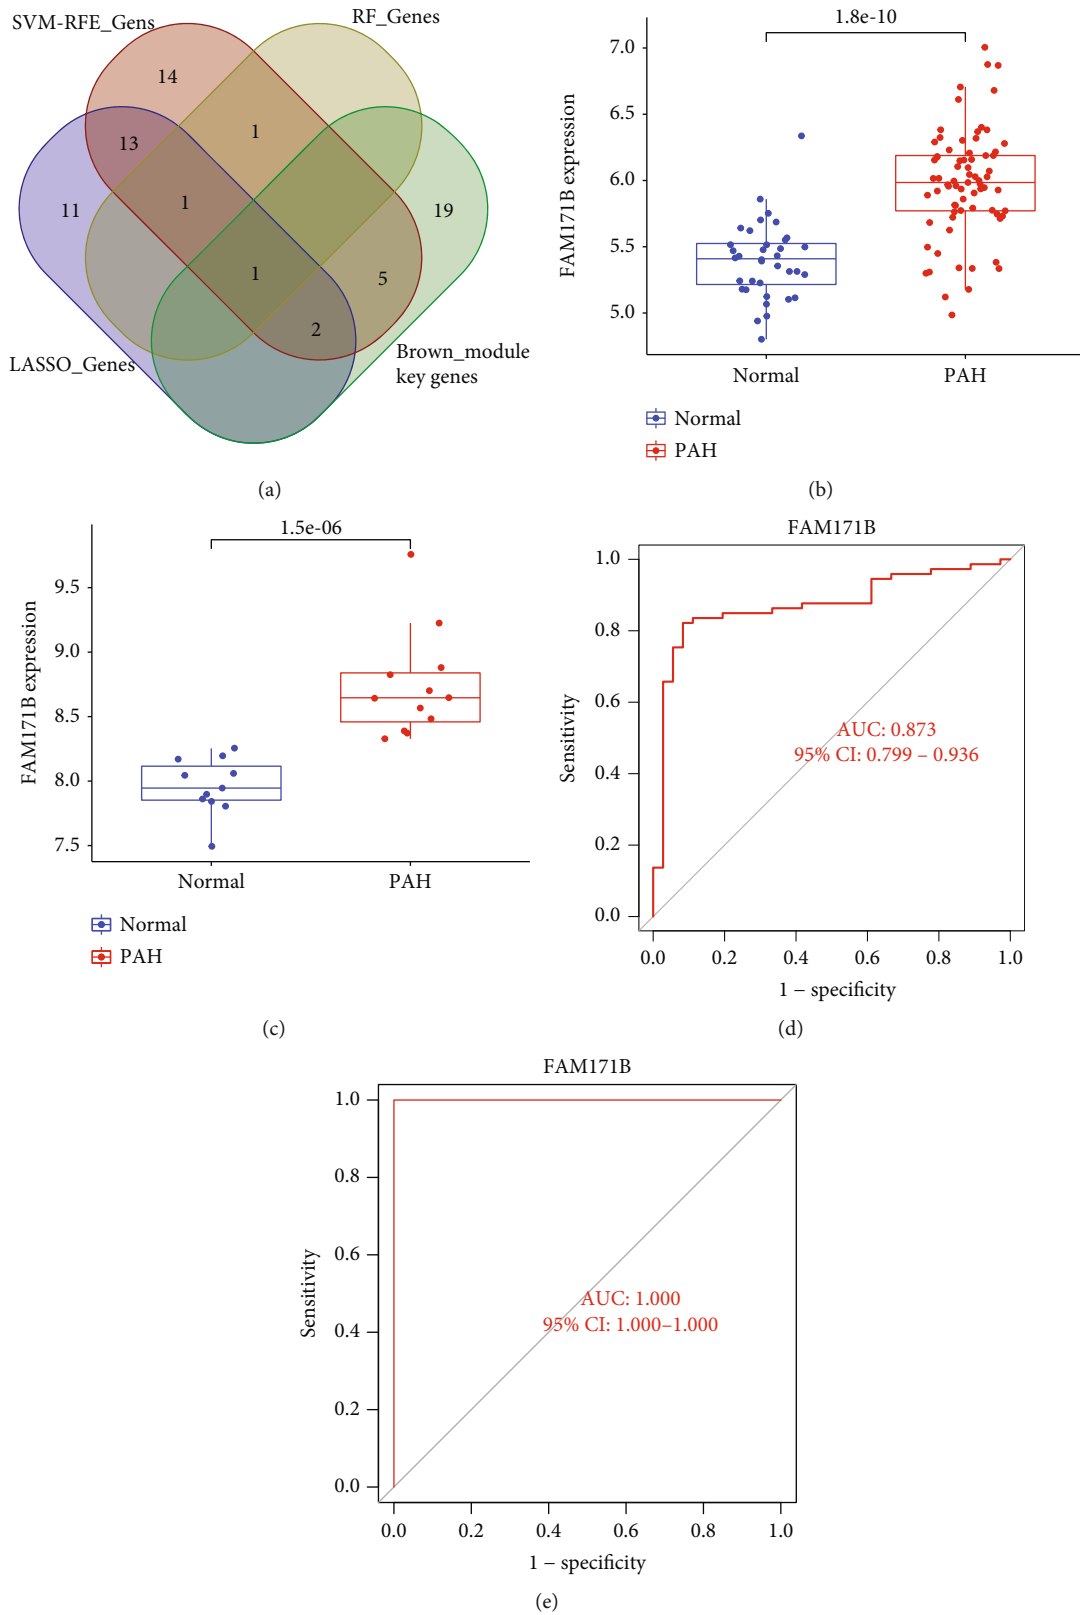 SVM-RFE_Gens
RF_Genes
14
1
13
11
1
19
1
5
2
LASSO_Genes
Brown_module
key genes
(a)
1.8e-10
FAM171B expression
7.0
6.5
6.0
5.5
5.0
Normal
PAH
Normal
PAH
(b)
1.5e-06
FAM171B expression
9.5
9.0
8.5
8.0
7.5
Normal
PAH
Normal
PAH
(c)
FAM171B
Sensitivity
1.0
0.8
0.6
0.4
0.2
0.0
AUC: 0.873
95% CI: 0.799 – 0.936
0.0 0.2 0.4 0.6 0.8 1.0
1 − specificity
(d)
FAM171B
Sensitivity
1.0
0.8
0.6
0.4
0.2
0.0
AUC: 1.000
95% CI: 1.000–1.000
0.0 0.2 0.4 0.6 0.8 1.0
1 − specificity
(e)